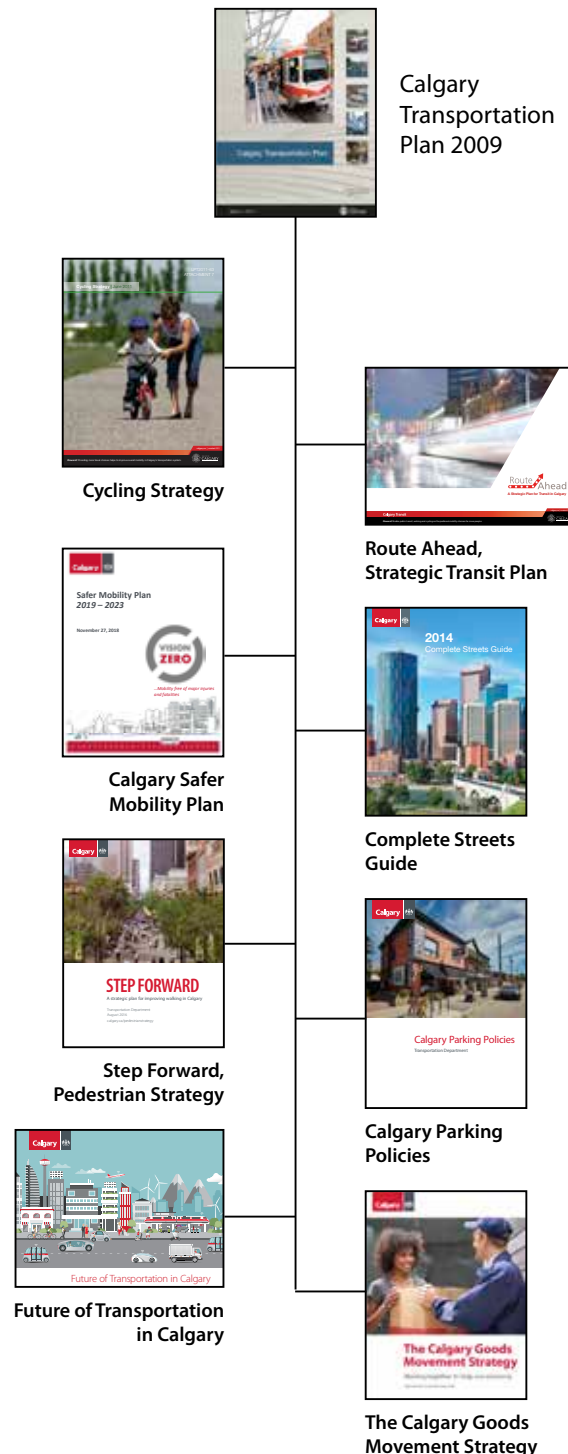 Calgary Transportation Plan
Calgary
Transportation
Plan 2009
Cycling Strategy
Cycling Strategy
Route
Ahead
A Strategic Plan for Transit in Calgary
Calgary Transit
Route Ahead,
Strategic Transit Plan
Calgary
Safer Mobility Plan
2019 – 2023
November 27, 2018
VISION
ZERO
...Mobility free of major injuries
and fatalities
Calgary Safer
Mobility Plan
Calgary
2014
Complete Streets Guide
Complete Streets
Guide
Calgary
STEP FORWARD
A strategic plan for improving walking in Calgary
Transportation Department
Step Forward,
Pedestrian Strategy
Calgary
Calgary Parking Policies
Transportation Department
Calgary Parking
Policies
Calgary
Future of Transportation in Calgary
Future of Transportation
in Calgary
Calgary
The Calgary Goods
Movement Strategy
The Calgary Goods
Movement Strategy